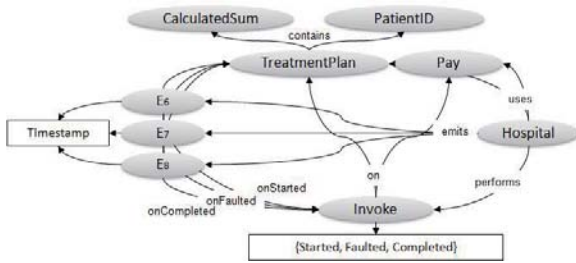 CalculatedSum
PatientID
contains
TreatmentPlan
Pay
E6
uses
Timestamp
E7
emits
Hospital
E8
onStarted
on
performs
onFaulted
onCompleted
Invoke
{Started, Faulted, Completed}